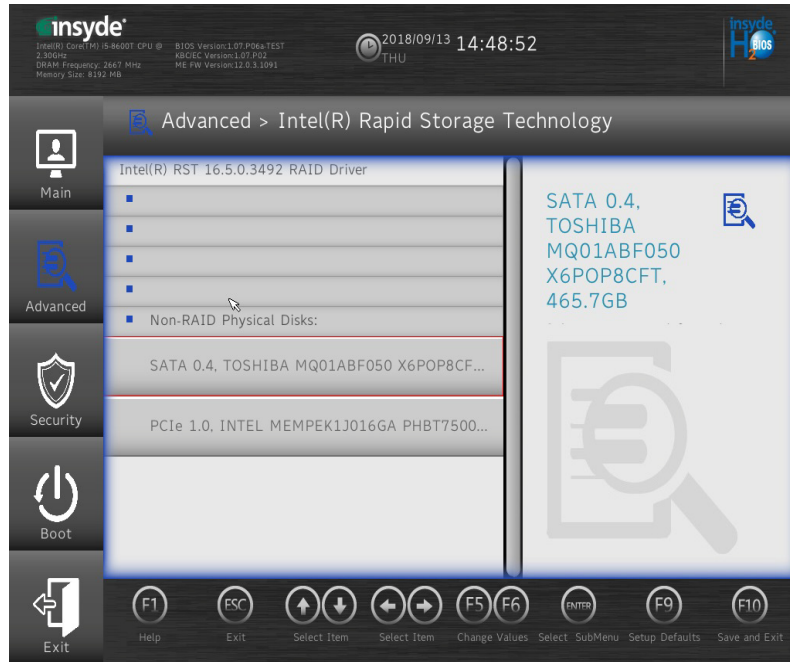 insyde®
Intel(R) Core(TM) i5-8600T CPU @ 2.30GHz
DRAM Frequency: 2667 MHz
Memory Size: 8192 MB
BIOS Version:1.07.P06a-TEST
KBC/EC Version:1.07.P02
ME FW Version:12.0.3.1091
2018/09/13 14:48:52
THU
insyde
H2O BIOS
Advanced > Intel(R) Rapid Storage Technology
Main
Advanced
Security
Boot
Exit
Intel(R) RST 16.5.0.3492 RAID Driver
Non-RAID Physical Disks:
SATA 0.4, TOSHIBA MQ01ABF050 X6POP8CF...
PCIe 1.0, INTEL MEMPEK1J016GA PHBT7500...
SATA 0.4,
TOSHIBA
MQ01ABF050
X6POP8CFT,
465.7GB
F1
Help
ESC
Exit
Select Item
Select Item
F5 F6
Change Values
ENTER
Select SubMenu
F9
Setup Defaults
F10
Save and Exit